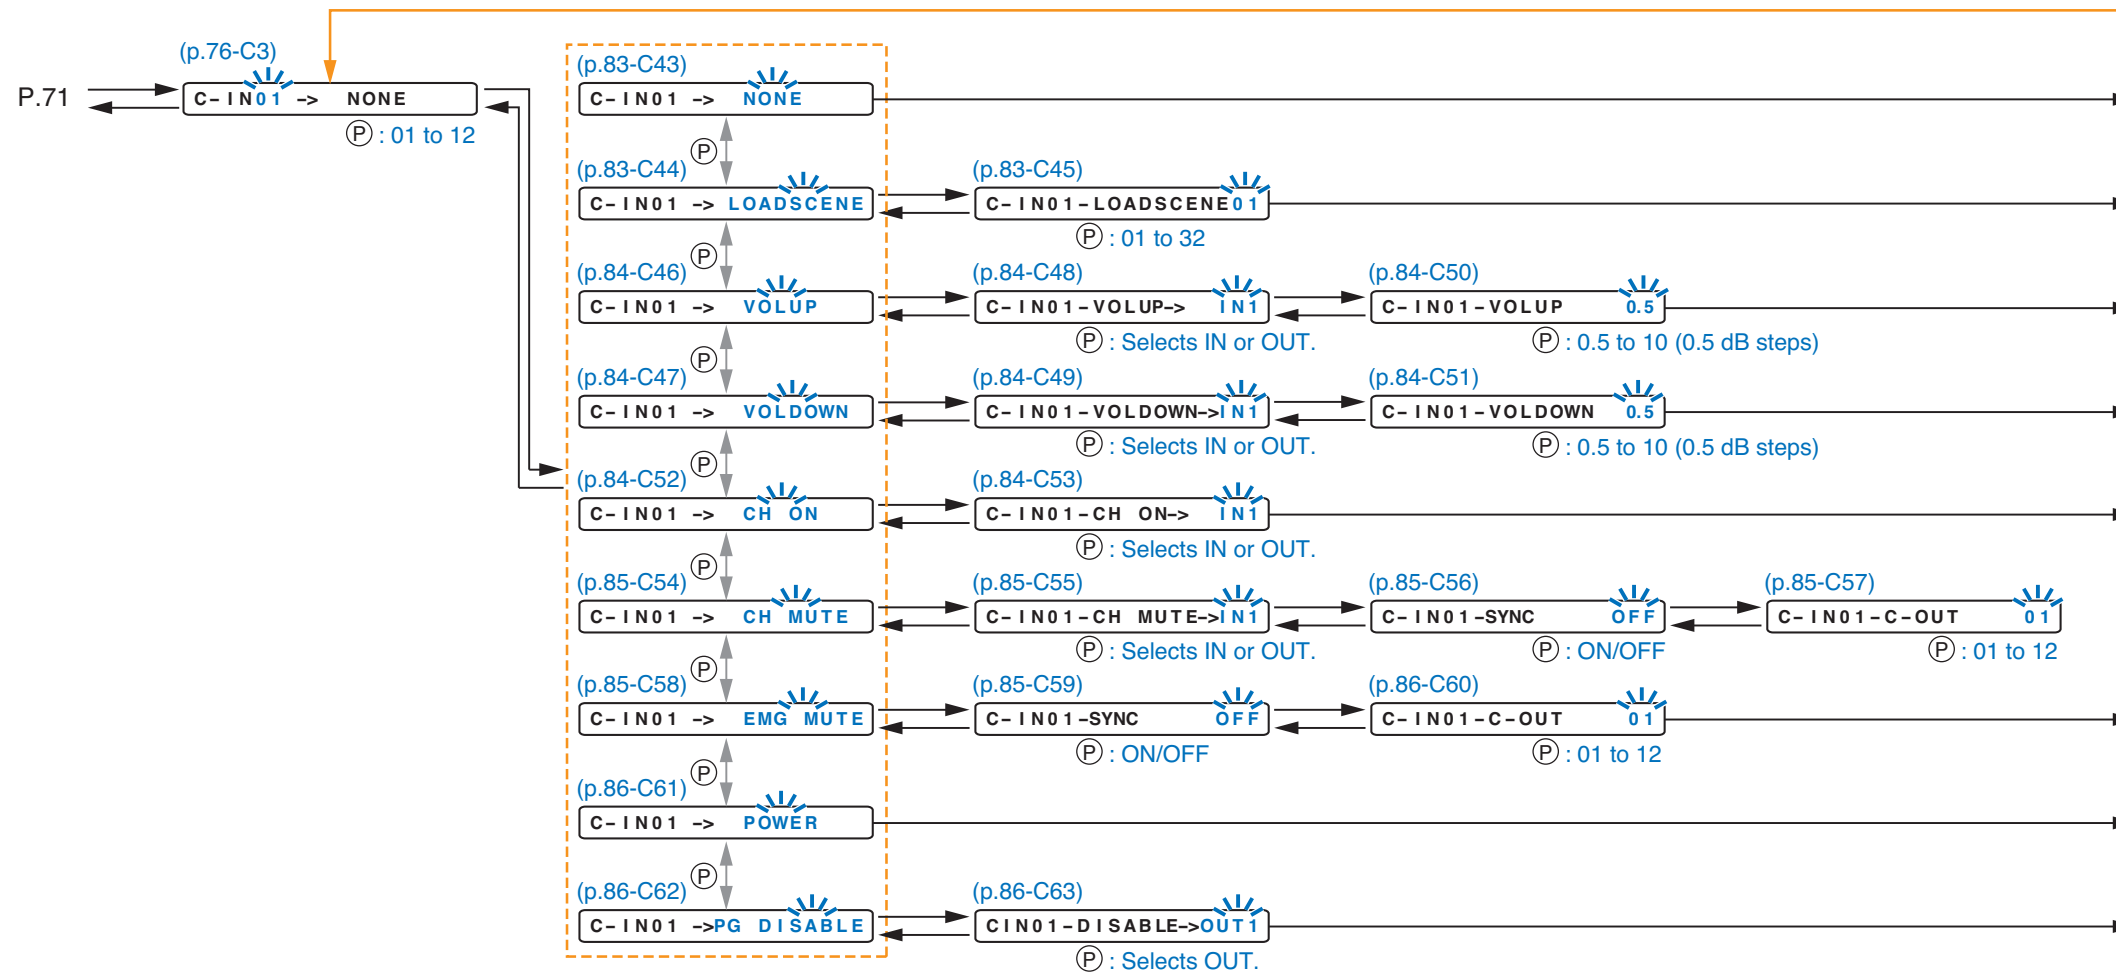 (p.76-C3)
P.71
C-IN01 -> NONE
Ⓟ : 01 to 12
(p.83-C43)
C-IN01 -> NONE
Ⓟ
(p.83-C44)
C-IN01 -> LOADSCENE
(p.83-C45)
C-IN01-LOADSCENE01
Ⓟ : 01 to 32
Ⓟ
(p.84-C46)
C-IN01 -> VOLUP
(p.84-C48)
C-IN01-VOLUP-> IN1
Ⓟ : Selects IN or OUT.
(p.84-C50)
C-IN01-VOLUP 0.5
Ⓟ : 0.5 to 10 (0.5 dB steps)
Ⓟ
(p.84-C47)
C-IN01 -> VOLDOWN
(p.84-C49)
C-IN01-VOLDOWN->IN1
Ⓟ : Selects IN or OUT.
(p.84-C51)
C-IN01-VOLDOWN 0.5
Ⓟ : 0.5 to 10 (0.5 dB steps)
Ⓟ
(p.84-C52)
C-IN01 -> CH ON
(p.84-C53)
C-IN01-CH ON-> IN1
Ⓟ : Selects IN or OUT.
Ⓟ
(p.85-C54)
C-IN01 -> CH MUTE
(p.85-C55)
C-IN01-CH MUTE->IN1
Ⓟ : Selects IN or OUT.
(p.85-C56)
C-IN01-SYNC OFF
Ⓟ : ON/OFF
(p.85-C57)
C-IN01-C-OUT 01
Ⓟ : 01 to 12
Ⓟ
(p.85-C58)
C-IN01 -> EMG MUTE
(p.85-C59)
C-IN01-SYNC OFF
Ⓟ : ON/OFF
(p.86-C60)
C-IN01-C-OUT 01
Ⓟ : 01 to 12
Ⓟ
(p.86-C61)
C-IN01 -> POWER
Ⓟ
(p.86-C62)
C-IN01 ->PG DISABLE
(p.86-C63)
CIN01-DISABLE->OUT1
Ⓟ : Selects OUT.